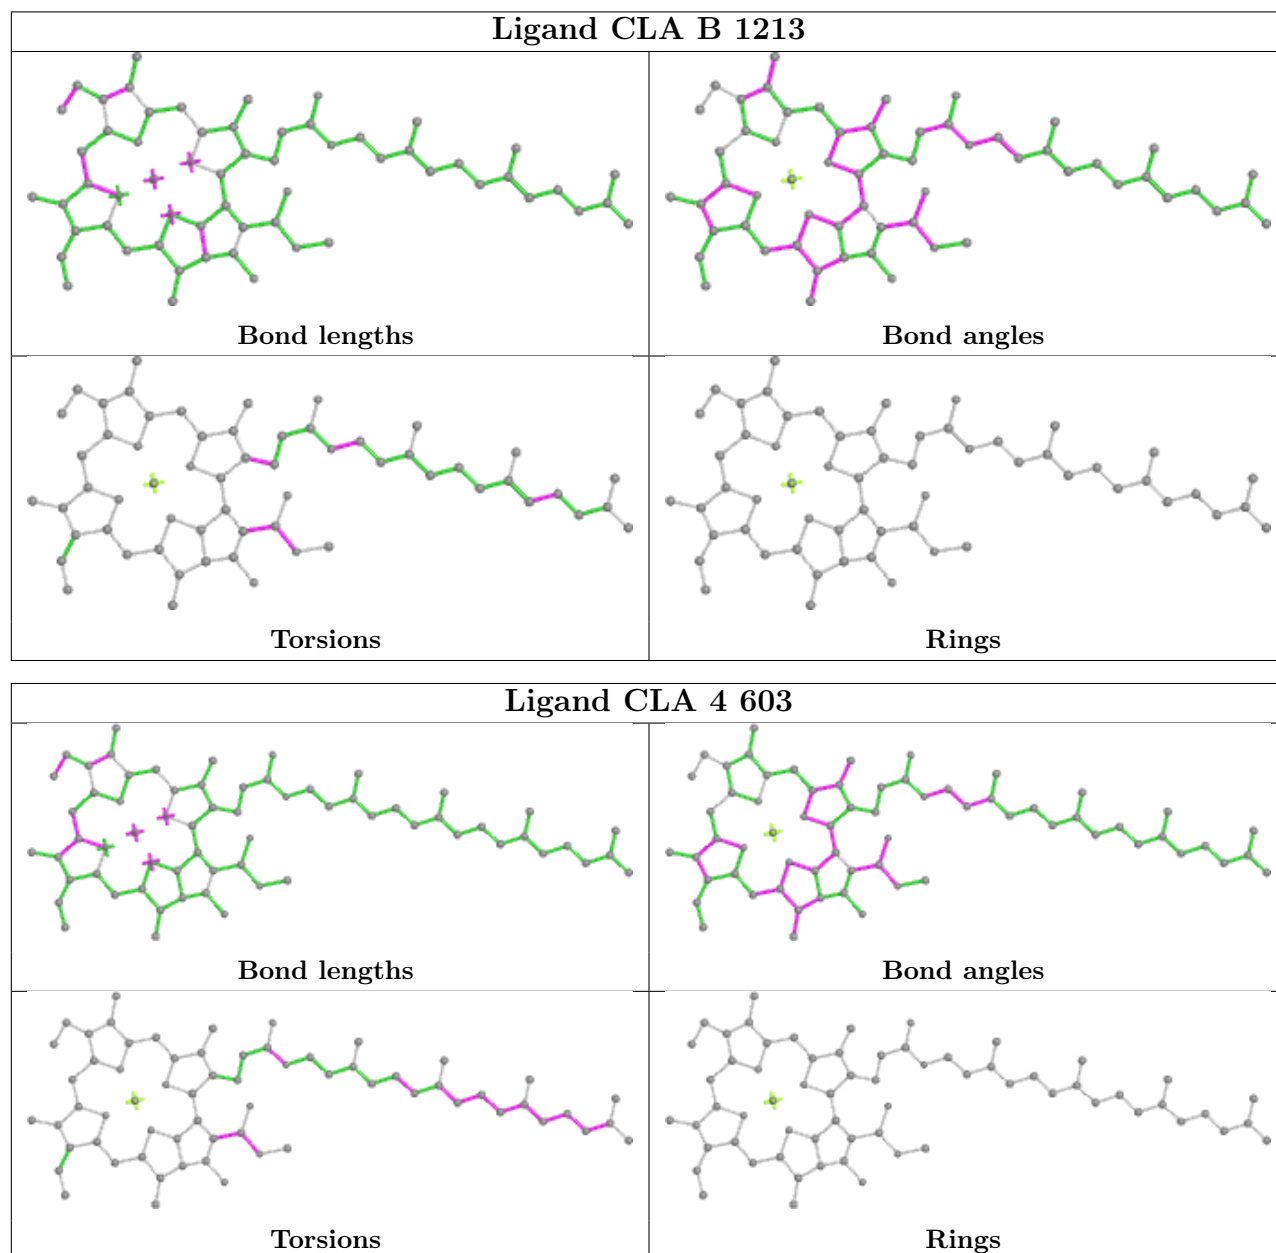 Ligand CLA B 1213
Bond lengths
Bond angles
Torsions
Rings
Ligand CLA 4 603
Bond lengths
Bond angles
Torsions
Rings